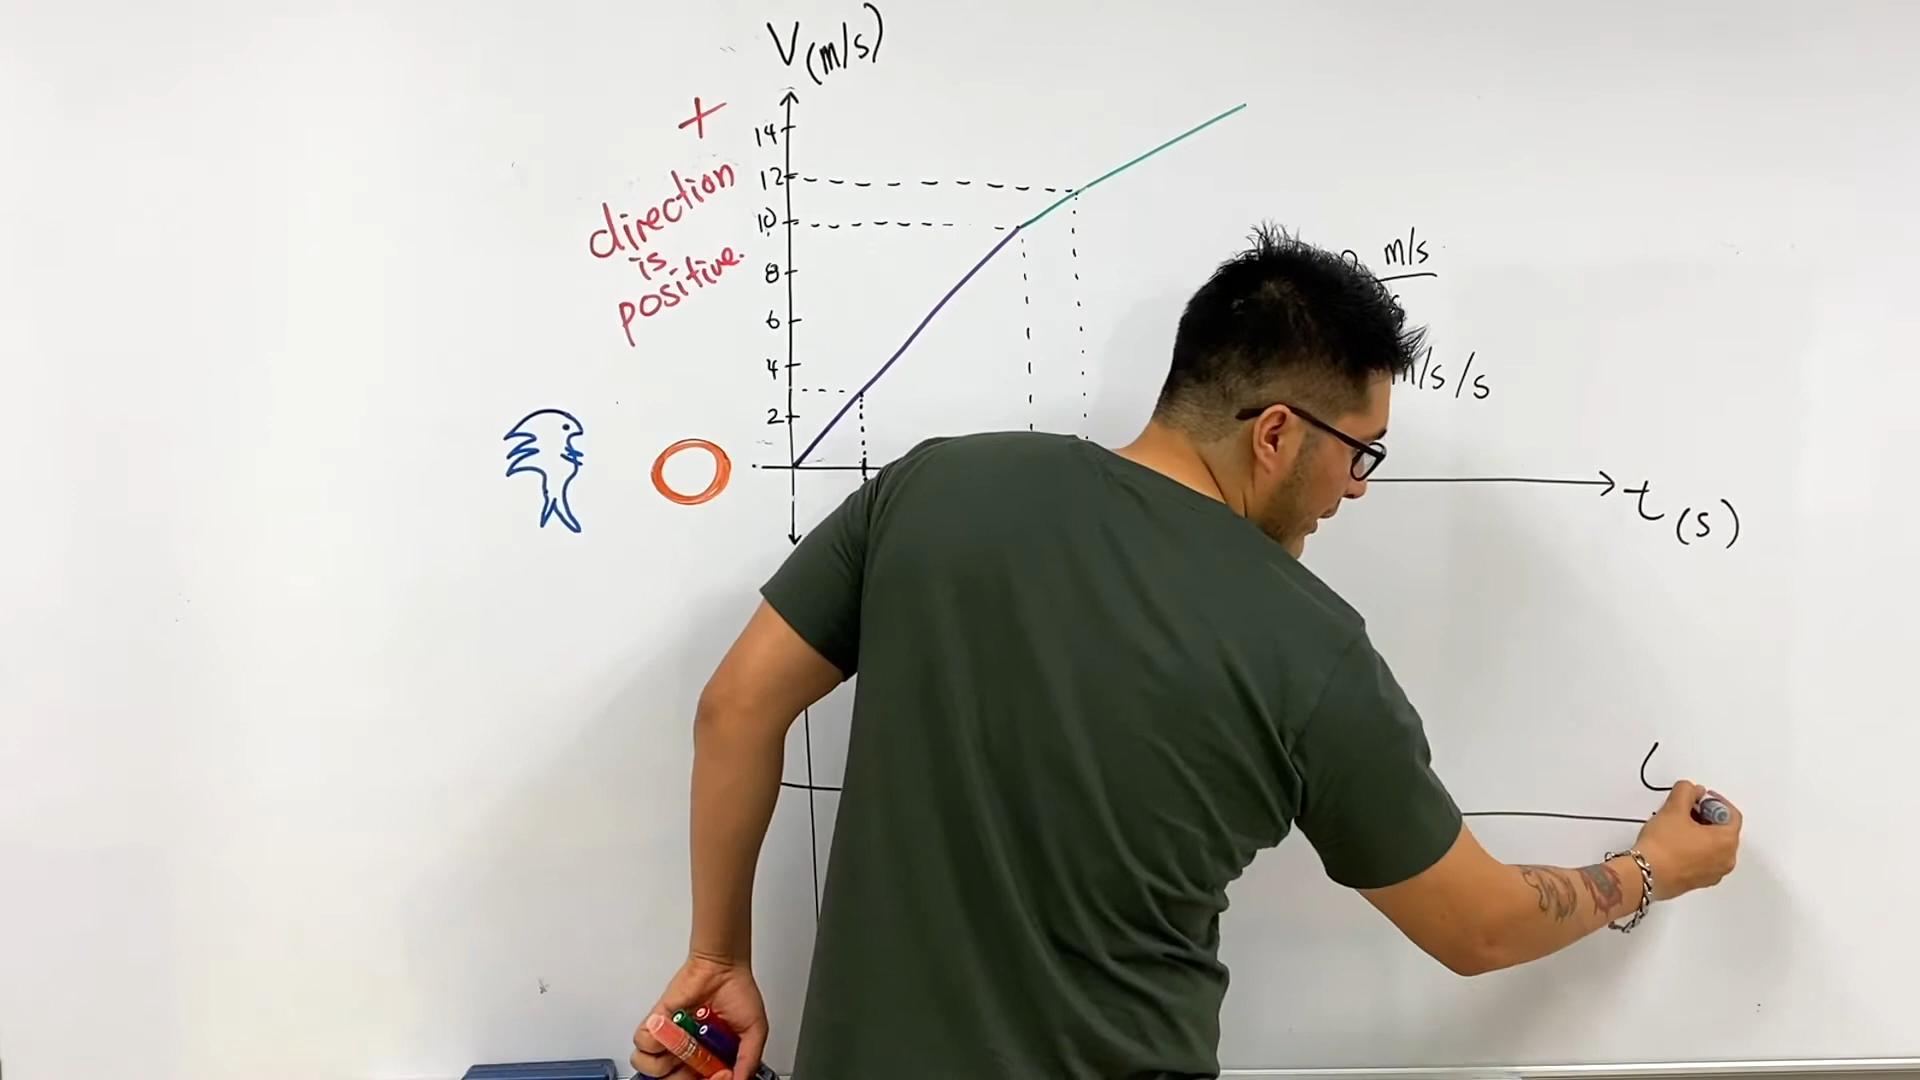 V(m/s)
+
direction
is
positive.
14
12
10
8
6
4
2
m/s
m/s/s
t(s)